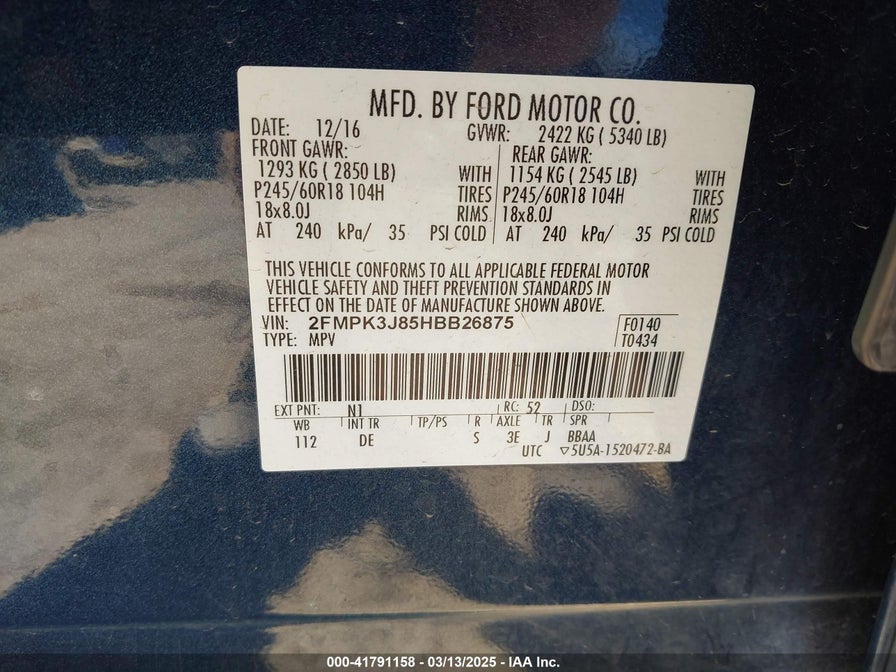 MFD. BY FORD MOTOR CO.
DATE: 12/16 GVWR: 2422 KG ( 5340 LB)
FRONT GAWR: REAR GAWR:
1293 KG ( 2850 LB) WITH 1154 KG ( 2545 LB) WITH
P245/60R18 104H TIRES P245/60R18 104H TIRES
18x8.0J RIMS 18x8.0J RIMS
AT 240 kPa/ 35 PSI COLD AT 240 kPa/ 35 PSI COLD
THIS VEHICLE CONFORMS TO ALL APPLICABLE FEDERAL MOTOR
VEHICLE SAFETY AND THEFT PREVENTION STANDARDS IN
EFFECT ON THE DATE OF MANUFACTURE SHOWN ABOVE.
VIN: 2FMPK3J85HBB26875 F0140
TYPE: MPV T0434
EXT PNT: N1 RC: 52 DSO:
WB INT TR TP/PS R AXLE TR SPR
112 DE S 3E J BBAA
UTC ▽5U5A-1520472-BA
000-41791158 - 03/13/2025 - IAA Inc.